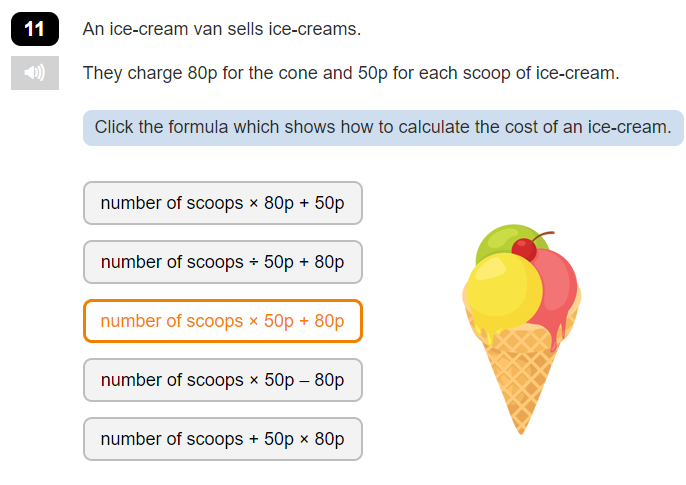 11 An ice-cream van sells ice-creams.
They charge 80p for the cone and 50p for each scoop of ice-cream.
Click the formula which shows how to calculate the cost of an ice-cream.
number of scoops × 80p + 50p
number of scoops ÷ 50p + 80p
number of scoops × 50p + 80p
number of scoops × 50p – 80p
number of scoops + 50p × 80p